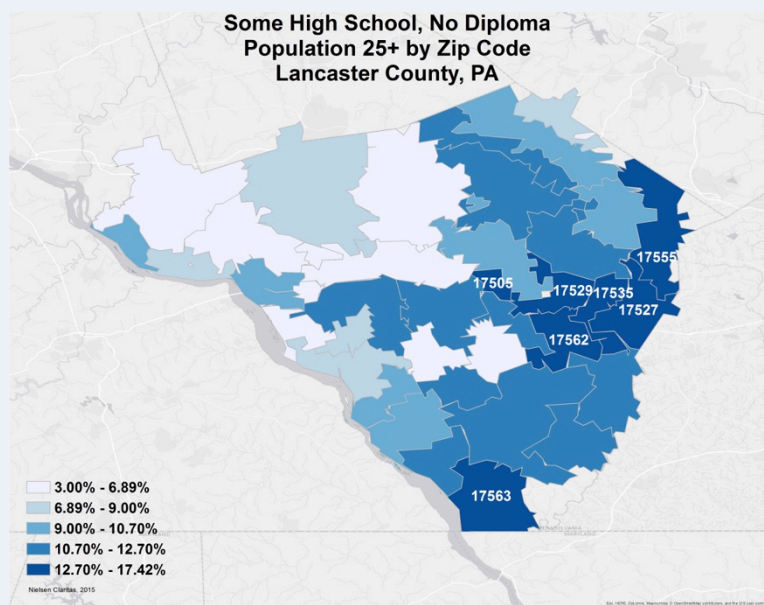 Some High School, No Diploma
Population 25+ by Zip Code
Lancaster County, PA
17555
17505
17529
17535
17527
17562
17563
3.00% - 6.89%
6.89% - 9.00%
9.00% - 10.70%
10.70% - 12.70%
12.70% - 17.42%
PENNSYLVANIA
MARYLAND
Nielsen Claritas, 2015